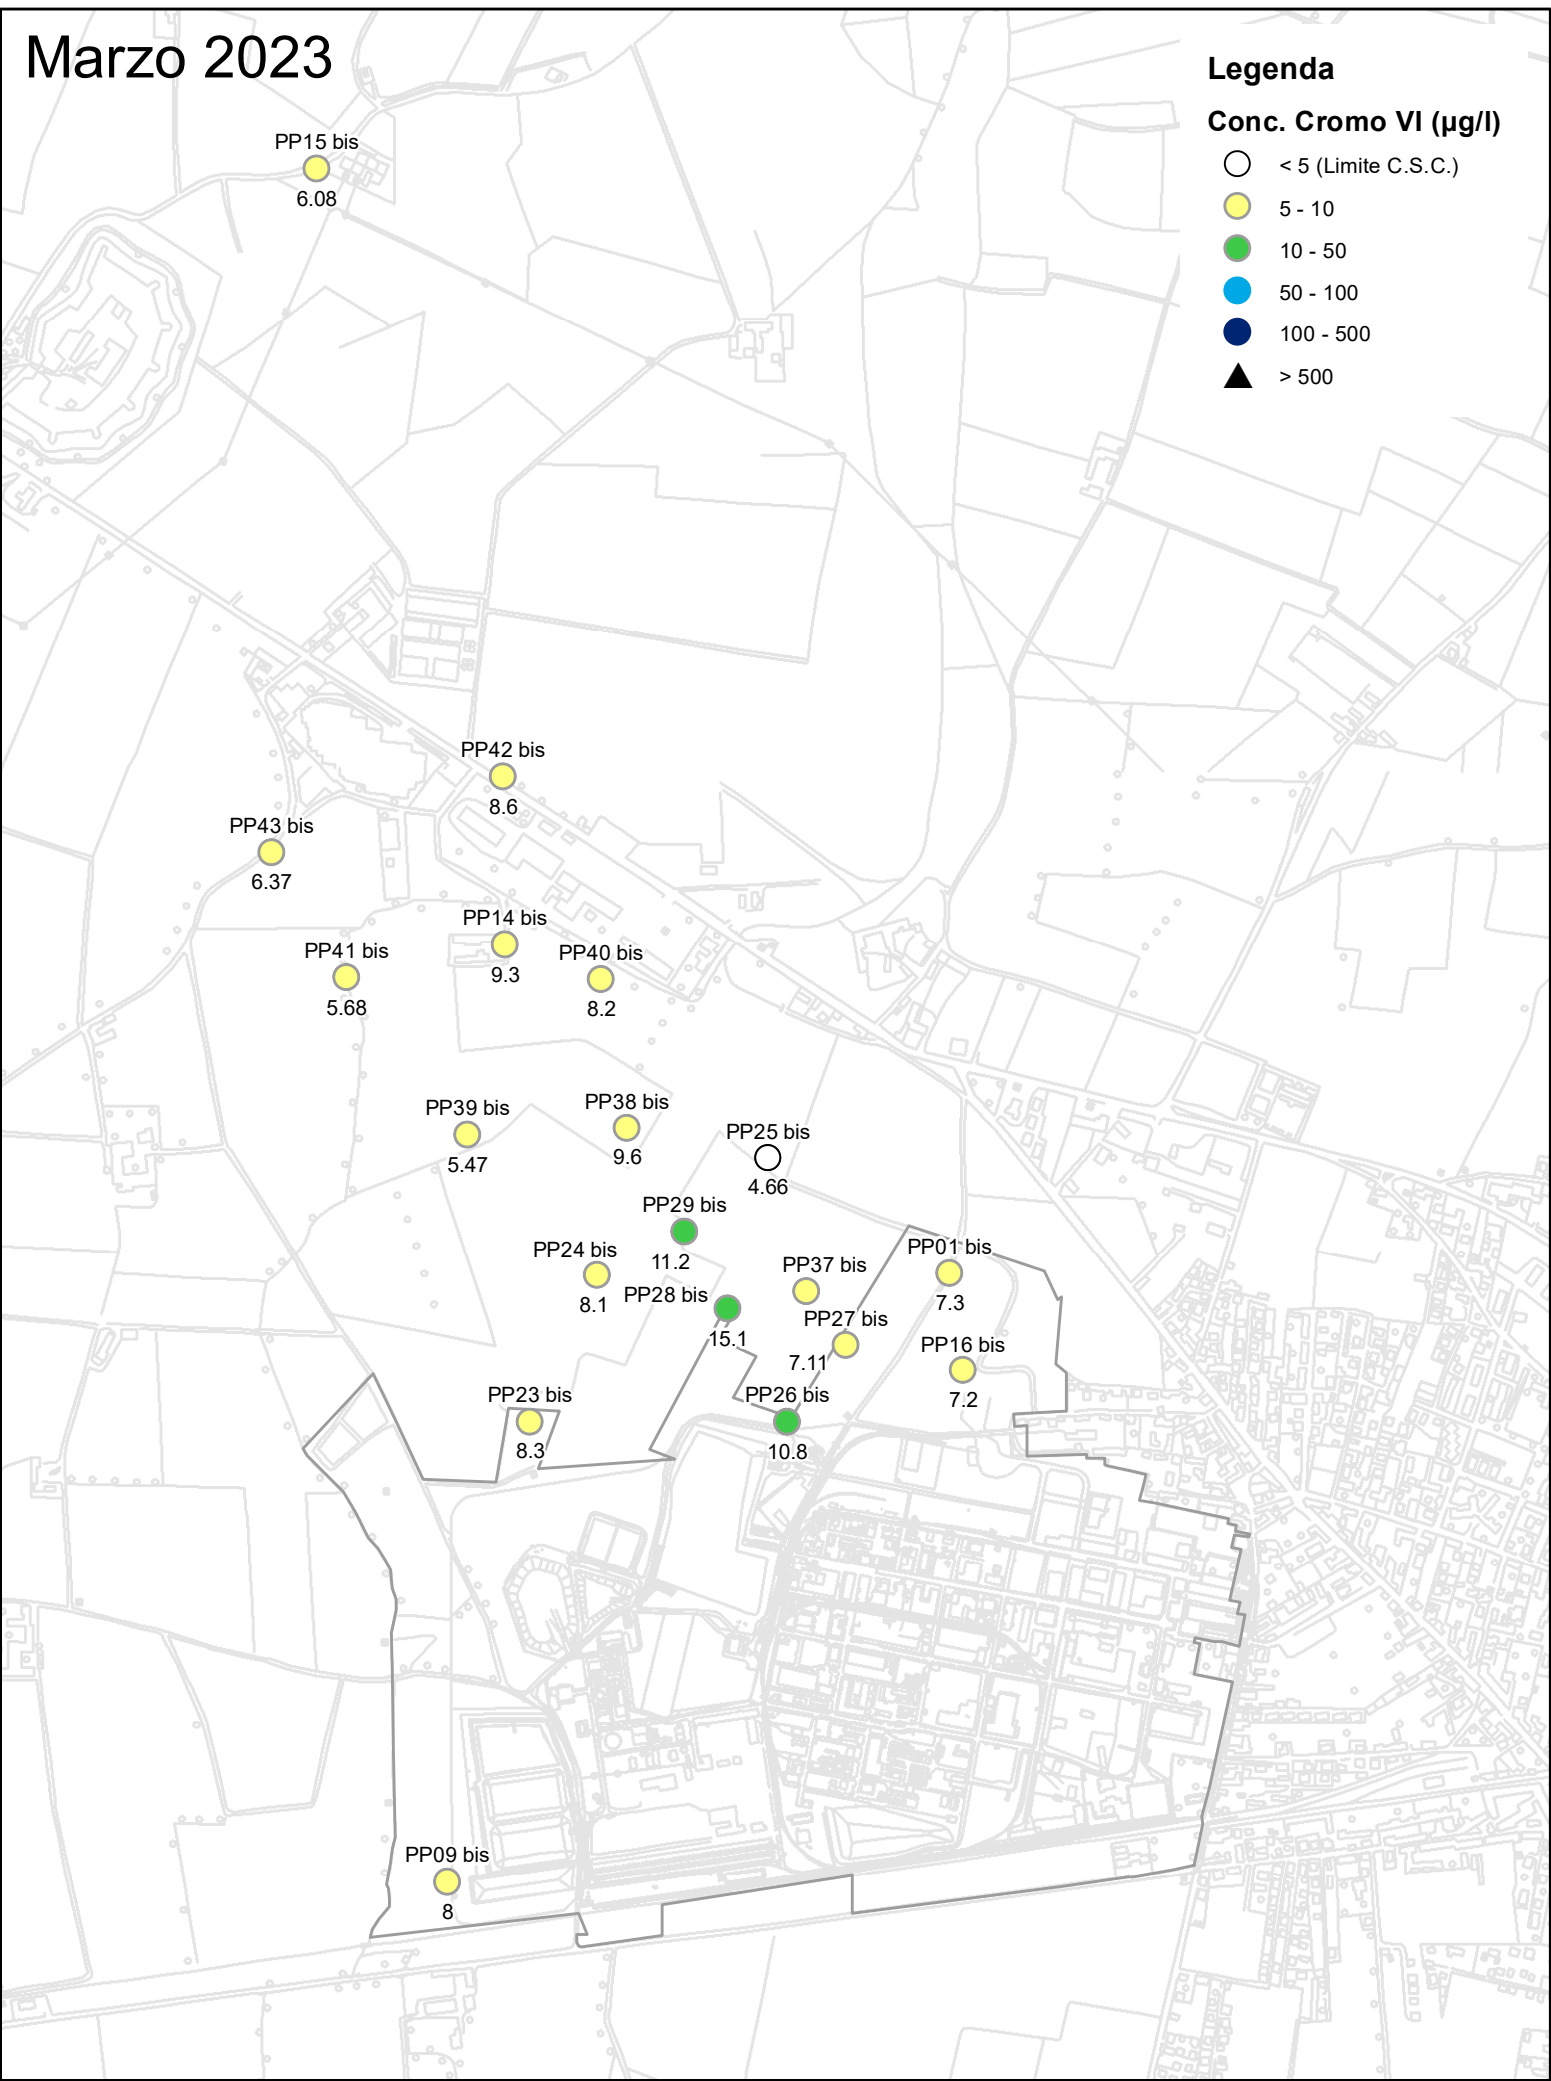 Marzo 2023
Legenda
Conc. Cromo VI (µg/l)
< 5 (Limite C.S.C.)
5 - 10
10 - 50
50 - 100
100 - 500
> 500
PP15 bis
6.08
PP42 bis
8.6
PP43 bis
6.37
PP14 bis
9.3
PP41 bis
5.68
PP40 bis
8.2
PP39 bis
5.47
PP38 bis
9.6
PP25 bis
4.66
PP29 bis
11.2
PP24 bis
8.1
PP28 bis
15.1
PP37 bis
PP01 bis
7.3
PP27 bis
7.11
PP16 bis
7.2
PP23 bis
8.3
PP26 bis
10.8
PP09 bis
8